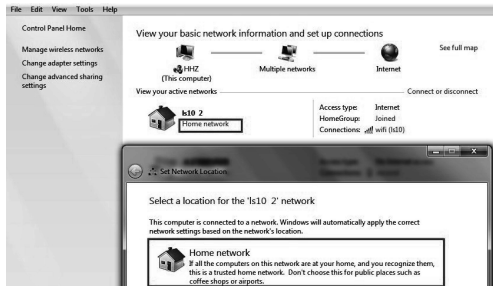 File Edit View Tools Help
Control Panel Home
Manage wireless networks
Change adapter settings
Change advanced sharing
settings
View your basic network information and set up connections
See full map
HHZ
(This computer)
Multiple networks
Internet
View your active networks
Connect or disconnect
ls10 2
Home network
Access type: Internet
HomeGroup: Joined
Connections: wifi (ls10)
Set Network Location
Select a location for the 'ls10 2' network
This computer is connected to a network. Windows will automatically apply the correct
network settings based on the network's location.
Home network
If all the computers on this network are at your home, and you recognize them,
this is a trusted home network. Don't choose this for public places such as
coffee shops or airports.